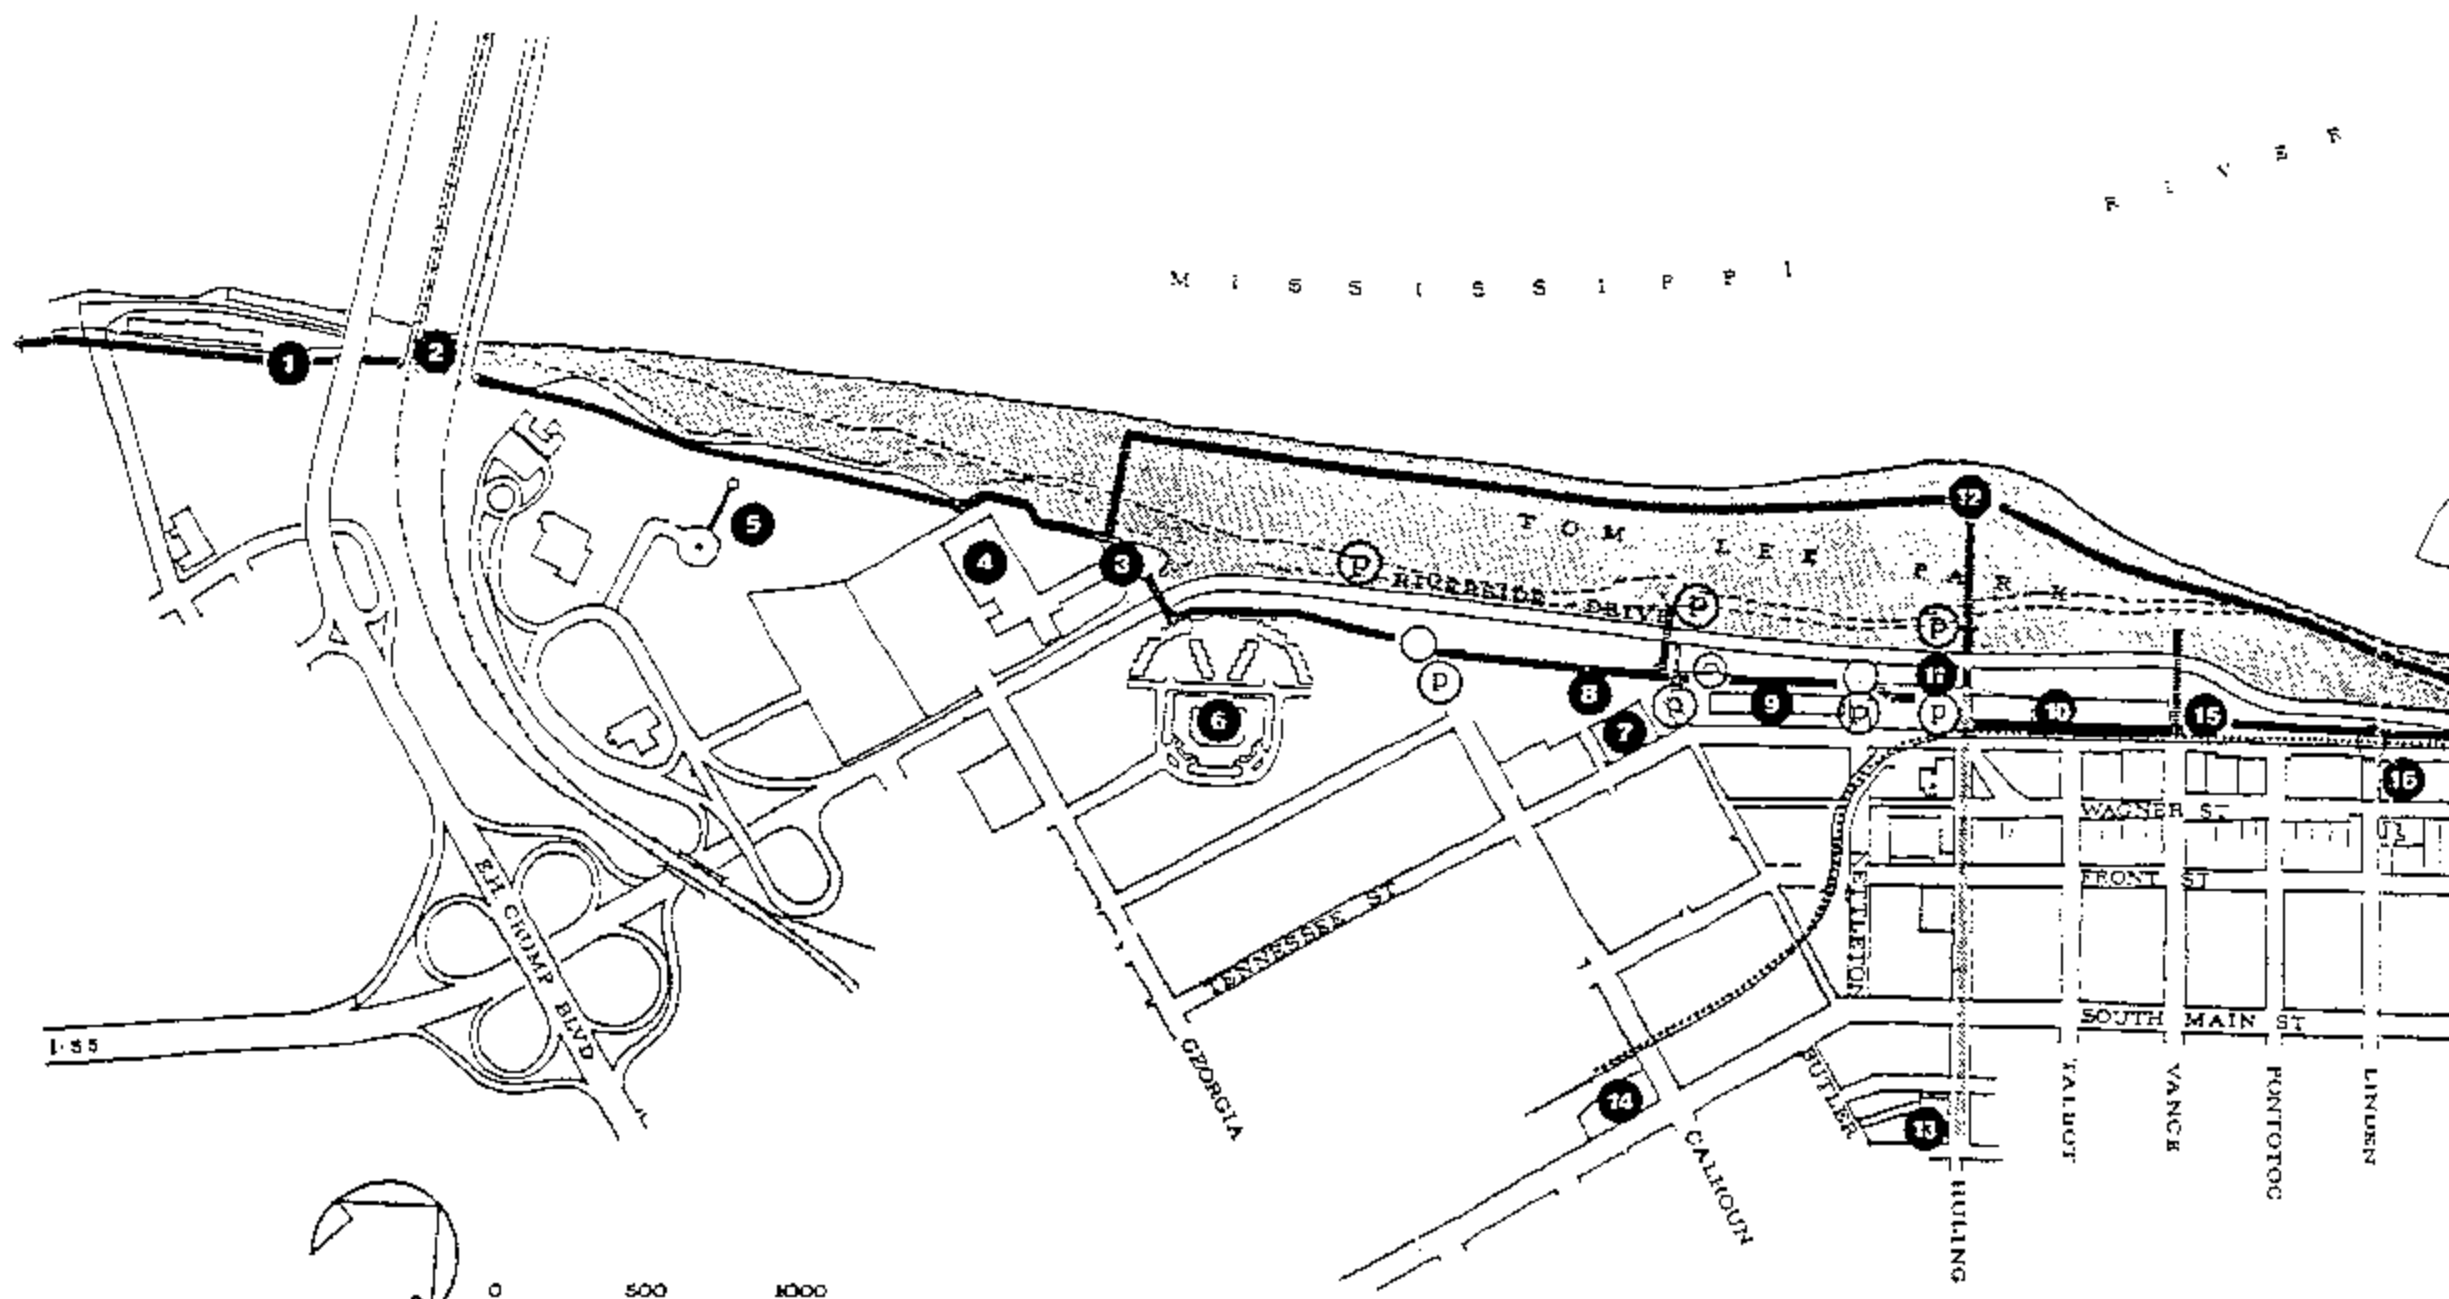 RIVER
MISSISSIPPI
1
2
12
TOM LEE PARK
5
4
3
P
RIVERSIDE DRIVE
P
P
11
8
P
P
9
P
P
10
15
6
7
16
WAGNER ST
FRONT ST
NETTLETON
E.H. CRUMP BLVD
TENNESSEE ST
SOUTH MAIN ST
I-55
GEORGIA
BUTLER
TALBOT
VANCE
PONTOTOC
LINDEN
14
13
CALHOUN
HULING
0 500 1000